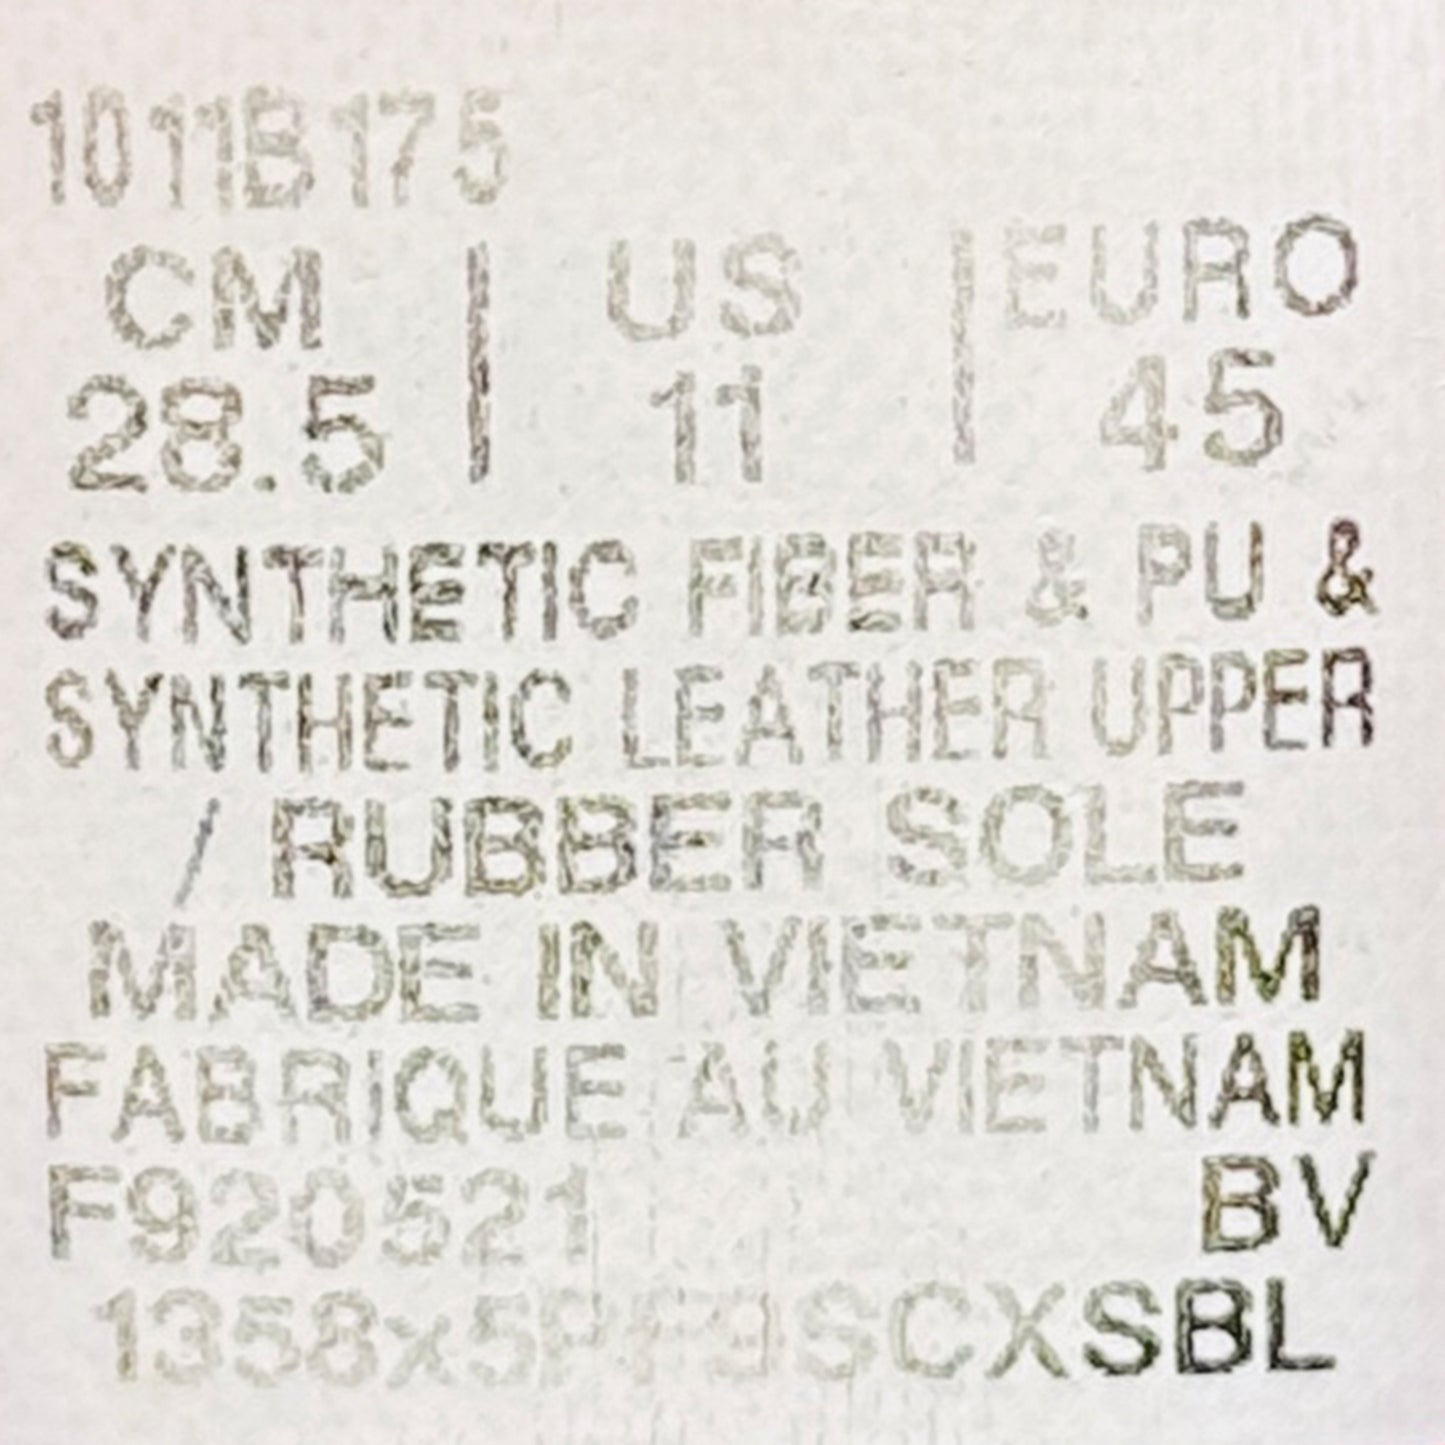 1011B175
CM | US | EURO
28.5 11 45
SYNTHETIC FIBER & PU &
SYNTHETIC LEATHER UPPER
/ RUBBER SOLE
MADE IN VIETNAM
FABRIQUE AU VIETNAM
F920521 BV